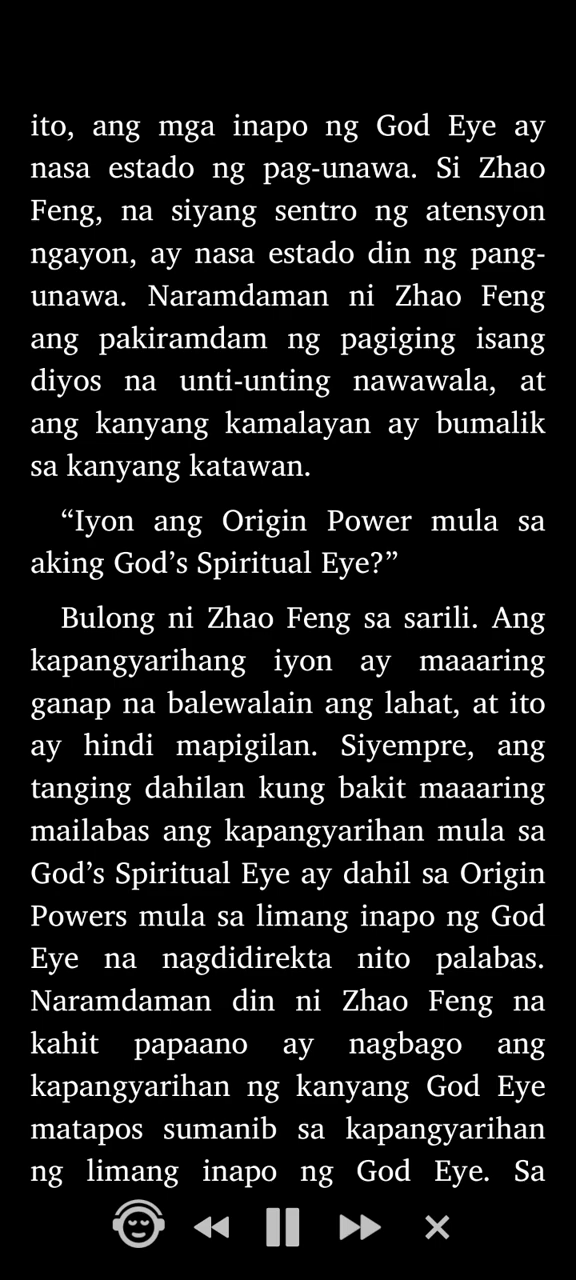 ito, ang mga inapo ng God Eye ay
nasa estado ng pag-unawa. Si Zhao
Feng, na siyang sentro ng atensyon
ngayon, ay nasa estado din ng pang-
unawa. Naramdaman ni Zhao Feng
ang pakiramdam ng pagiging isang
diyos na unti-unting nawawala, at
ang kanyang kamalayan ay bumalik
sa kanyang katawan.
“Iyon ang Origin Power mula sa
aking God’s Spiritual Eye?”
Bulong ni Zhao Feng sa sarili. Ang
kapangyarihang iyon ay maaaring
ganap na balewalain ang lahat, at ito
ay hindi mapigilan. Siyempre, ang
tanging dahilan kung bakit maaaring
mailabas ang kapangyarihan mula sa
God’s Spiritual Eye ay dahil sa Origin
Powers mula sa limang inapo ng God
Eye na nagdidirekta nito palabas.
Naramdaman din ni Zhao Feng na
kahit papaano ay nagbago ang
kapangyarihan ng kanyang God Eye
matapos sumanib sa kapangyarihan
ng limang inapo ng God Eye. Sa